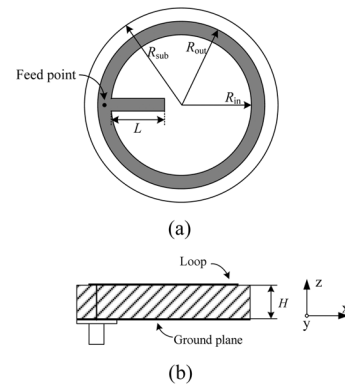 R_sub
R_out
Feed point
R_in
L
(a)
Loop
z
H
x
y
Ground plane
(b)